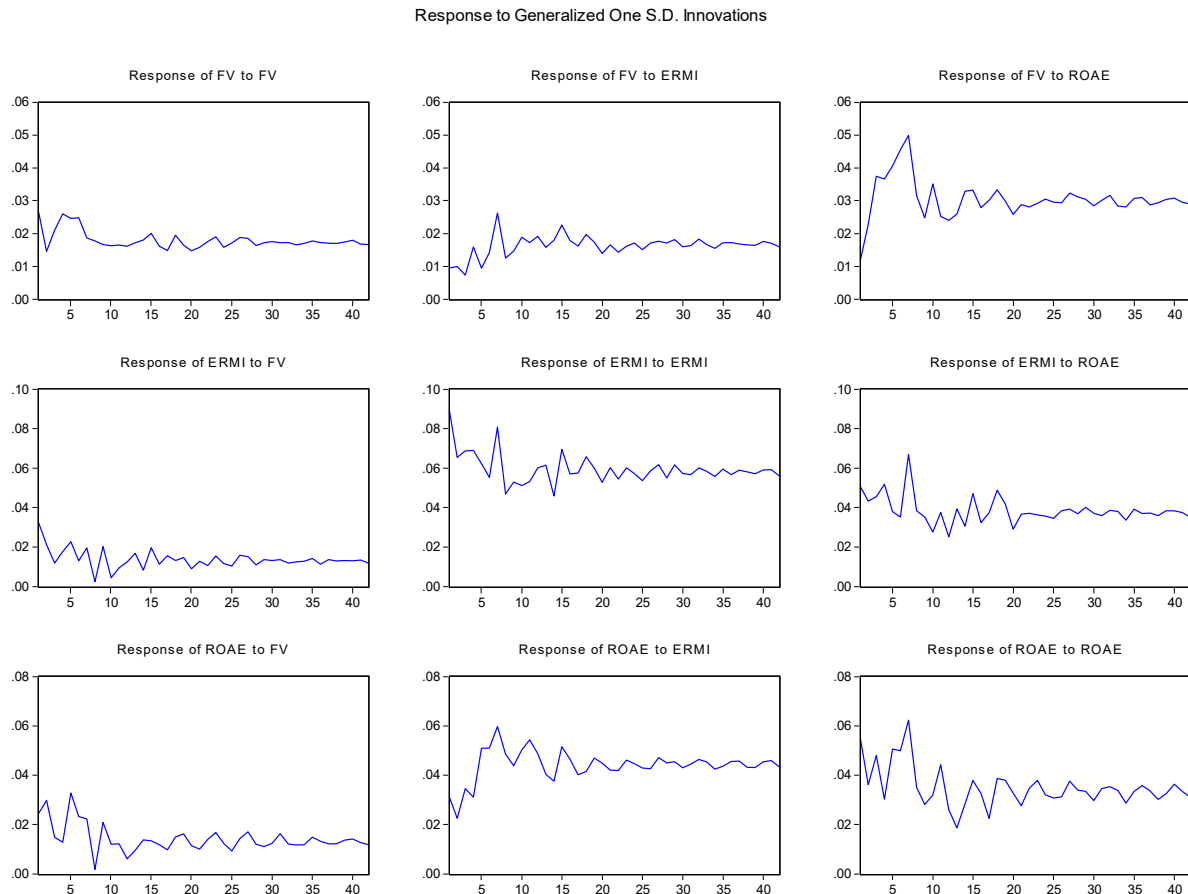 Response to Generalized One S.D. Innovations
Response of FV to FV
.06
.05
.04
.03
.02
.01
.00
5 10 15 20 25 30 35 40
Response of FV to ERMI
.06
.05
.04
.03
.02
.01
.00
5 10 15 20 25 30 35 40
Response of FV to ROAE
.06
.05
.04
.03
.02
.01
.00
5 10 15 20 25 30 35 40
Response of ERMI to FV
.10
.08
.06
.04
.02
.00
5 10 15 20 25 30 35 40
Response of ERMI to ERMI
.10
.08
.06
.04
.02
.00
5 10 15 20 25 30 35 40
Response of ERMI to ROAE
.10
.08
.06
.04
.02
.00
5 10 15 20 25 30 35 40
Response of ROAE to FV
.08
.06
.04
.02
.00
5 10 15 20 25 30 35 40
Response of ROAE to ERMI
.08
.06
.04
.02
.00
5 10 15 20 25 30 35 40
Response of ROAE to ROAE
.08
.06
.04
.02
.00
5 10 15 20 25 30 35 40